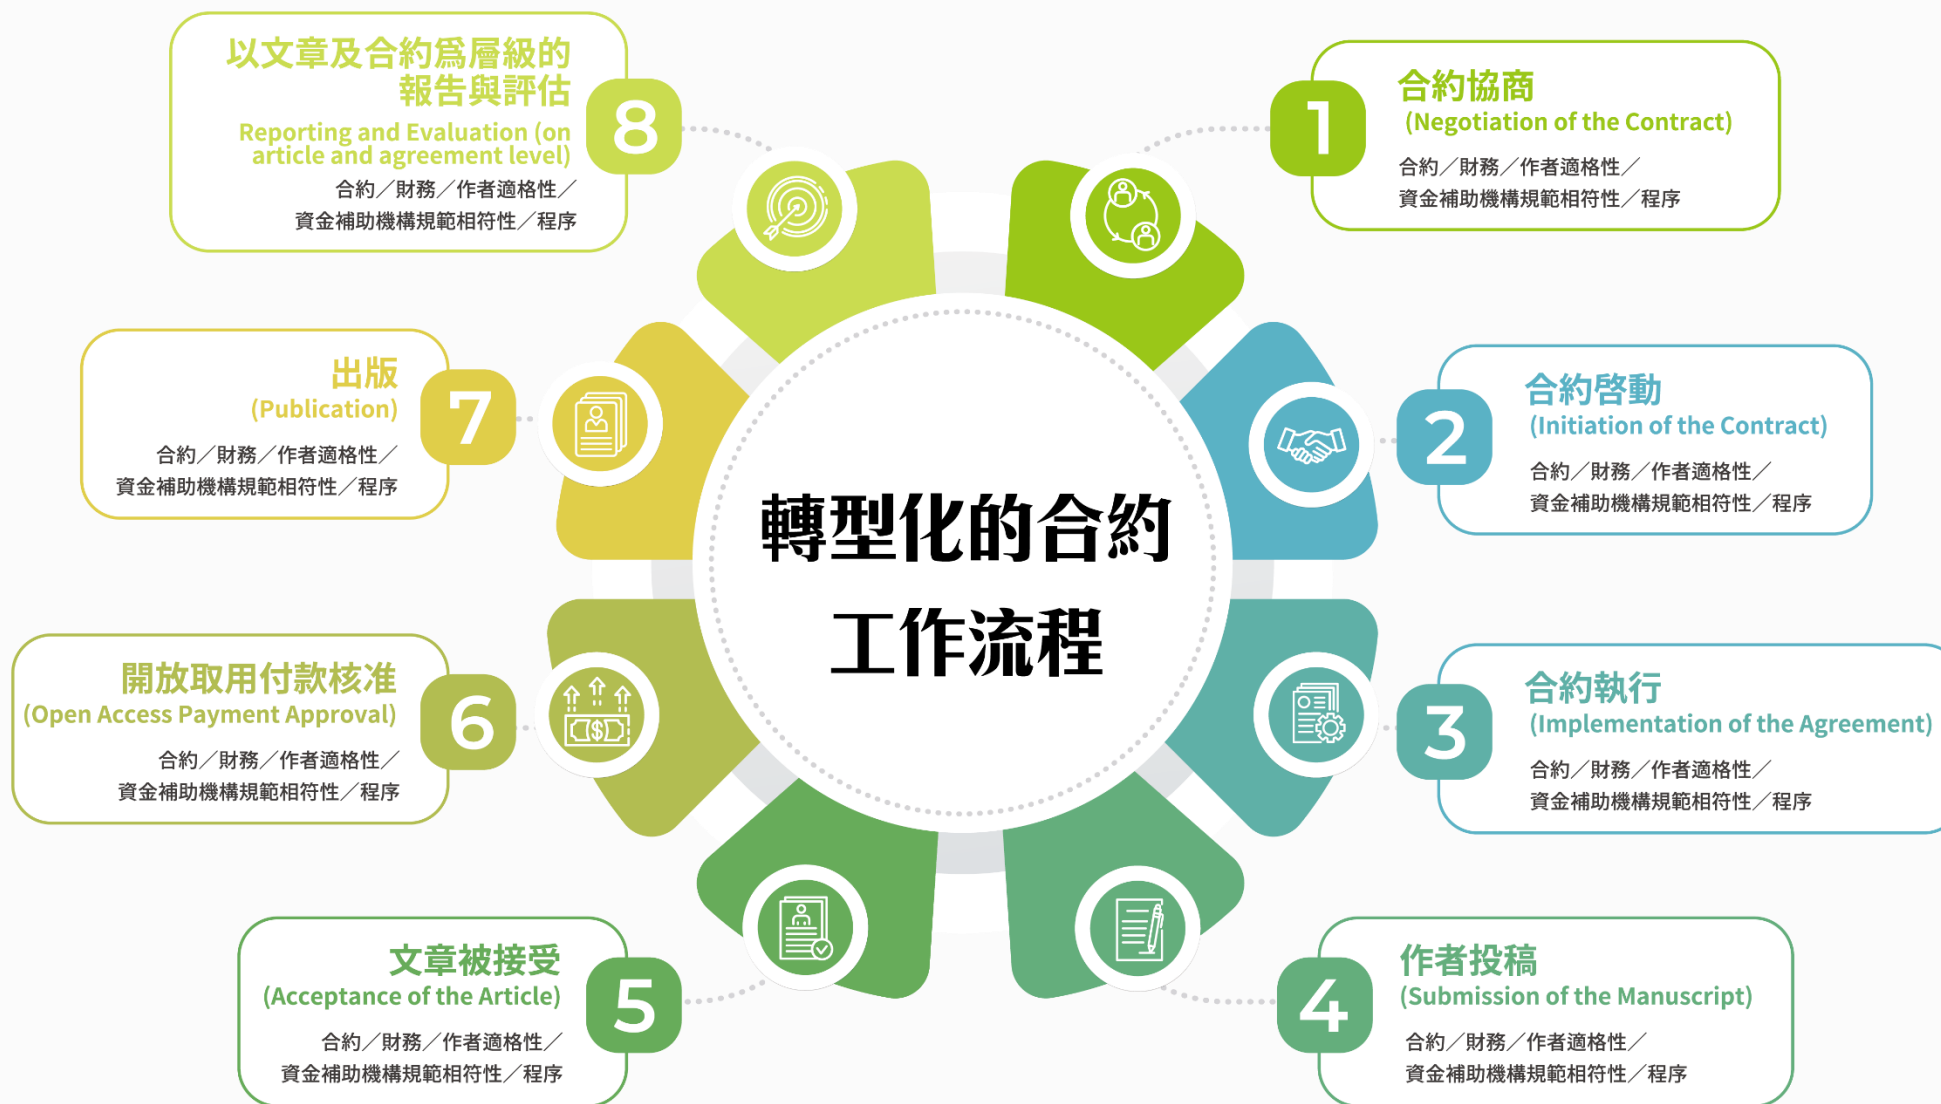 轉型化的合約
工作流程
1
合約協商
(Negotiation of the Contract)
合約／財務／作者適格性／
資金補助機構規範相符性／程序
2
合約啓動
(Initiation of the Contract)
合約／財務／作者適格性／
資金補助機構規範相符性／程序
3
合約執行
(Implementation of the Agreement)
合約／財務／作者適格性／
資金補助機構規範相符性／程序
4
作者投稿
(Submission of the Manuscript)
合約／財務／作者適格性／
資金補助機構規範相符性／程序
5
文章被接受
(Acceptance of the Article)
合約／財務／作者適格性／
資金補助機構規範相符性／程序
6
開放取用付款核准
(Open Access Payment Approval)
合約／財務／作者適格性／
資金補助機構規範相符性／程序
7
出版
(Publication)
合約／財務／作者適格性／
資金補助機構規範相符性／程序
8
以文章及合約爲層級的
報告與評估
Reporting and Evaluation (on
article and agreement level)
合約／財務／作者適格性／
資金補助機構規範相符性／程序
$